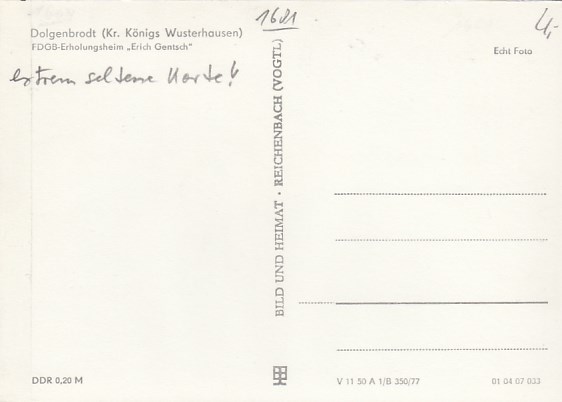 1681
4,-
Dolgenbrodt (Kr. Königs Wusterhausen)
FDGB-Erholungsheim „Erich Gentsch"
Echt Foto
extrem seltene Karte!
BILD UND HEIMAT · REICHENBACH (VOGTL)
DDR 0,20 M
V 11 50 A 1/B 350/77
01 04 07 033